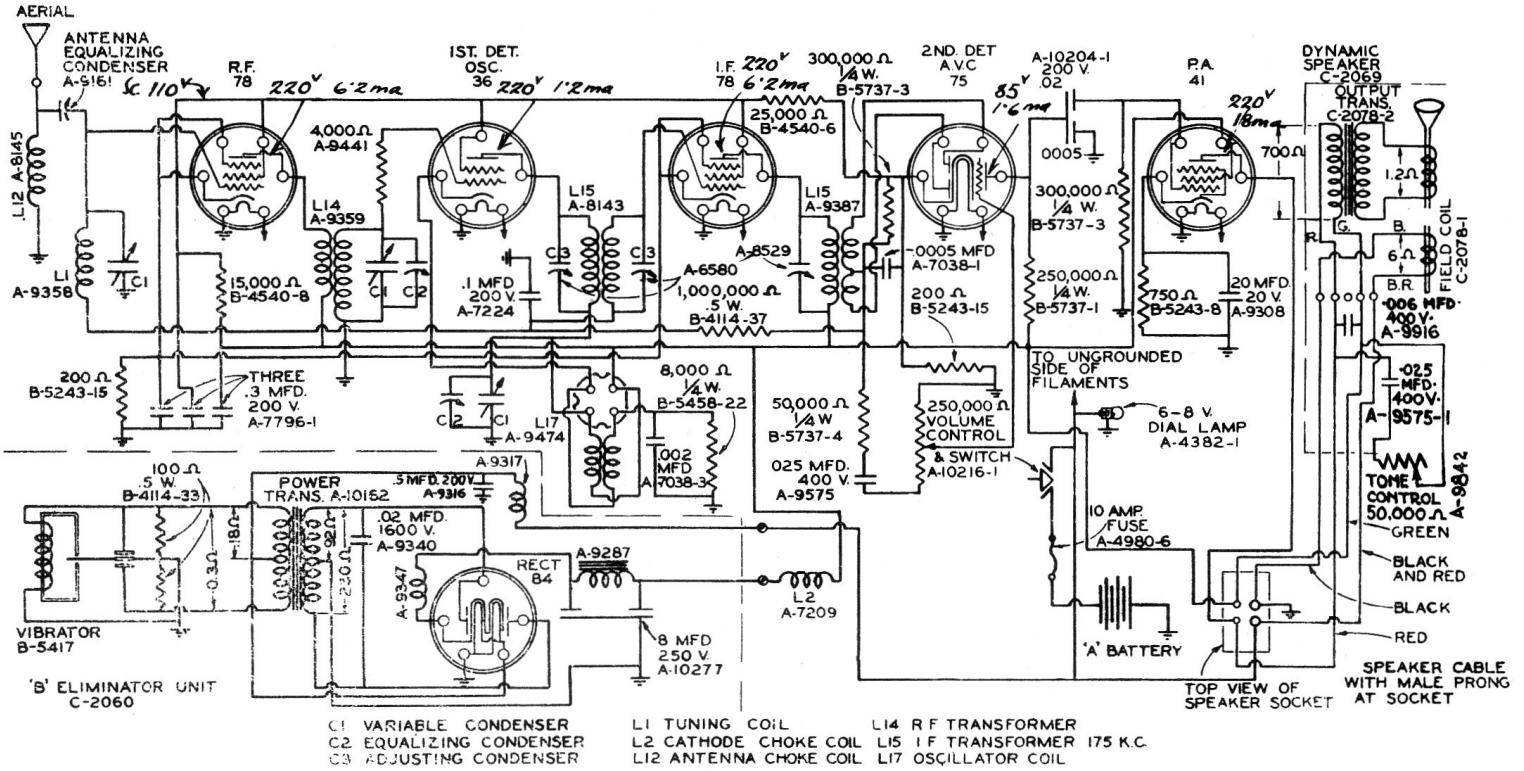 AERIAL
ANTENNA
EQUALIZING
CONDENSER
A-9161
SC 110V
L12 A-8145
L1
A-9358
C1
R.F.
78
220V 6.2ma
1ST. DET.
OSC.
36
220V 1.2ma
4,000 Ω
A-9441
I.F.
78
220V
6.2ma
25,000 Ω
B-4540-6
300,000 Ω
1/4 W.
B-5737-3
2ND. DET
A.V.C
75
85V
1.6ma
A-10204-1
200 V.
.02
.0005
P.A.
41
220V
18ma
700 Ω
DYNAMIC
SPEAKER
C-2069
OUTPUT
TRANS.
C-2078-2
1.2 Ω
R.
G.
B.
6 Ω
B.R.
FIELD COIL
C-2078-1
L14
A-9359
15,000 Ω
B-4540-8
C1
C2
L15
A-8143
C3
C3
.1 MFD
200 V.
A-7224
A-6580
A-8529
1,000,000 Ω
.5 W.
B-4114-37
L15
A-9387
.0005 MFD
A-7038-1
200 Ω
B-5243-15
300,000 Ω
1/4 W.
B-5737-3
250,000 Ω
1/4 W.
B-5737-1
750 Ω
B-5243-8
20 MFD.
20 V.
A-9308
.006 MFD.
400 V.
A-9916
200 Ω
B-5243-15
THREE
.3 MFD.
200 V.
A-7796-1
C2
C1
L17
A-9474
8,000 Ω
1/4 W.
B-5458-22
.002
MFD
A-7038-3
50,000 Ω
1/4 W
B-5737-4
.025 MFD.
400 V.
A-9575
250,000 Ω
VOLUME
CONTROL
& SWITCH
A-10216-1
TO UNGROUNDED
SIDE OF
FILAMENTS
6-8 V.
DIAL LAMP
A-4382-1
.025
MFD.
400V.
A-9575-1
TONE
CONTROL
50,000 Ω
A-9842
100 Ω
.5 W.
B-4114-33
POWER
TRANS. A-10152
.18 Ω
.03 Ω
.5 MFD. 200V
A-9316
A-9317
.02 MFD.
1600 V.
A-9340
A-9347
RECT
84
A-9287
8 MFD
250 V.
A-10277
L2
A-7209
10 AMP.
FUSE
A-4980-6
'A' BATTERY
GREEN
BLACK
AND RED
BLACK
RED
VIBRATOR
B-5417
'B' ELIMINATOR UNIT
C-2060
TOP VIEW OF
SPEAKER SOCKET
SPEAKER CABLE
WITH MALE PRONG
AT SOCKET
C1 VARIABLE CONDENSER L1 TUNING COIL L14 R F TRANSFORMER
C2 EQUALIZING CONDENSER L2 CATHODE CHOKE COIL L15 I F TRANSFORMER 175 K.C.
C3 ADJUSTING CONDENSER L12 ANTENNA CHOKE COIL L17 OSCILLATOR COIL